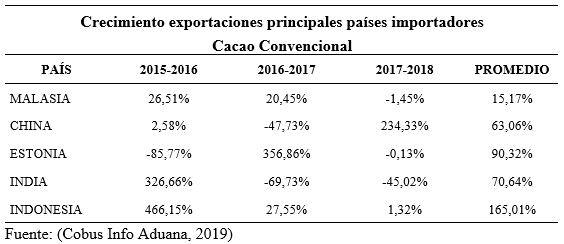 Crecimiento exportaciones principales países importadores
Cacao Convencional
PAÍS 2015-2016 2016-2017 2017-2018 PROMEDIO
MALASIA 26,51% 20,45% -1,45% 15,17%
CHINA 2,58% -47,73% 234,33% 63,06%
ESTONIA -85,77% 356,86% -0,13% 90,32%
INDIA 326,66% -69,73% -45,02% 70,64%
INDONESIA 466,15% 27,55% 1,32% 165,01%
Fuente: (Cobus Info Aduana, 2019)